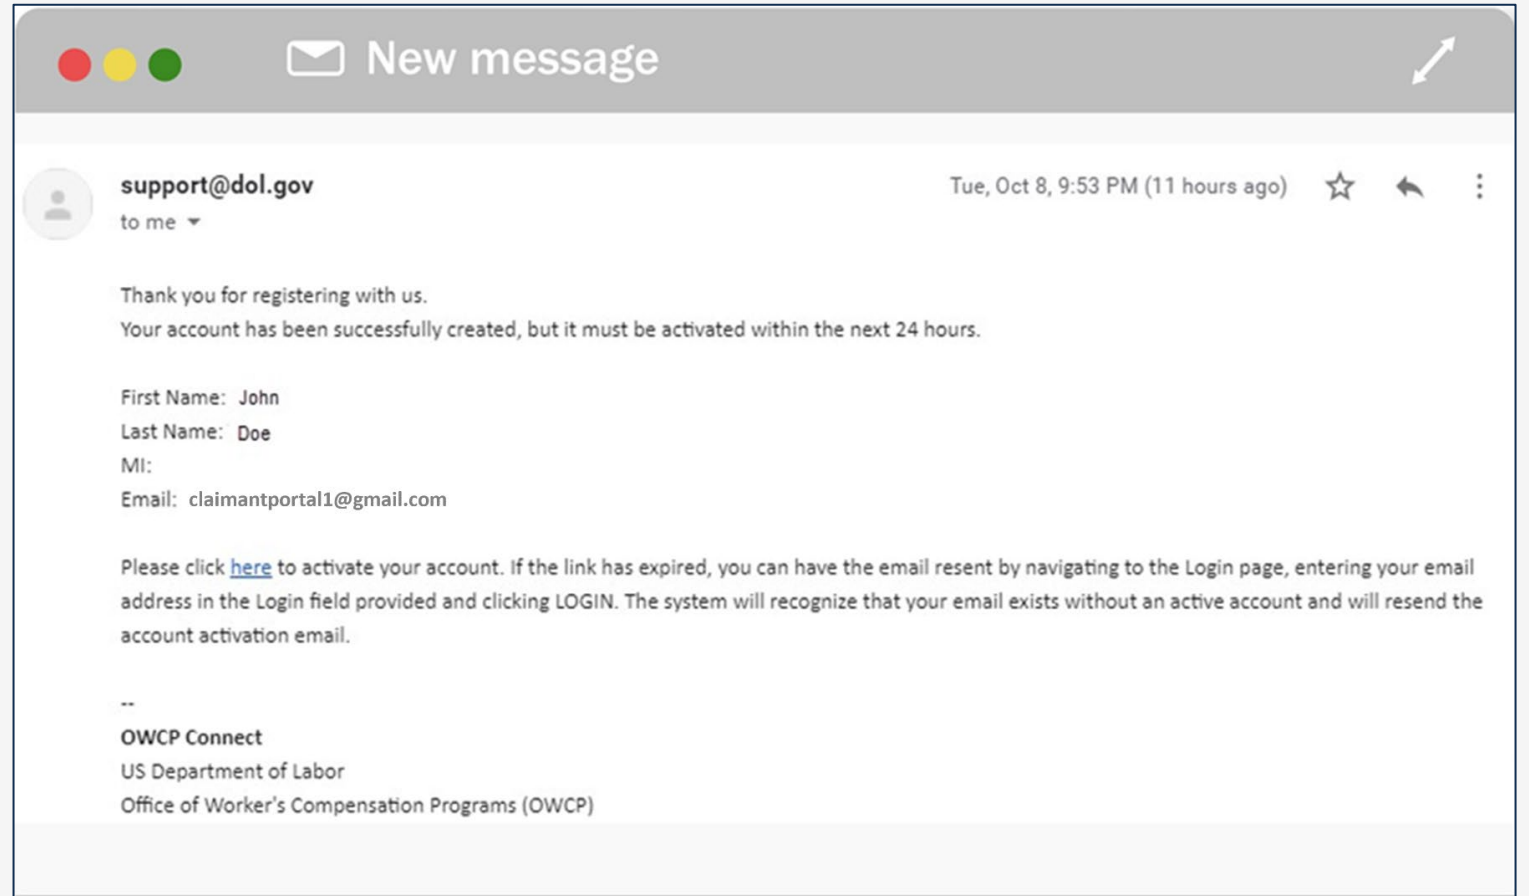 New message
support@dol.gov
Tue, Oct 8, 9:53 PM (11 hours ago)
to me
Thank you for registering with us.
Your account has been successfully created, but it must be activated within the next 24 hours.
First Name: John
Last Name: Doe
MI:
Email: claimantportal1@gmail.com
Please click here to activate your account. If the link has expired, you can have the email resent by navigating to the Login page, entering your email
address in the Login field provided and clicking LOGIN. The system will recognize that your email exists without an active account and will resend the
account activation email.
--
OWCP Connect
US Department of Labor
Office of Worker's Compensation Programs (OWCP)